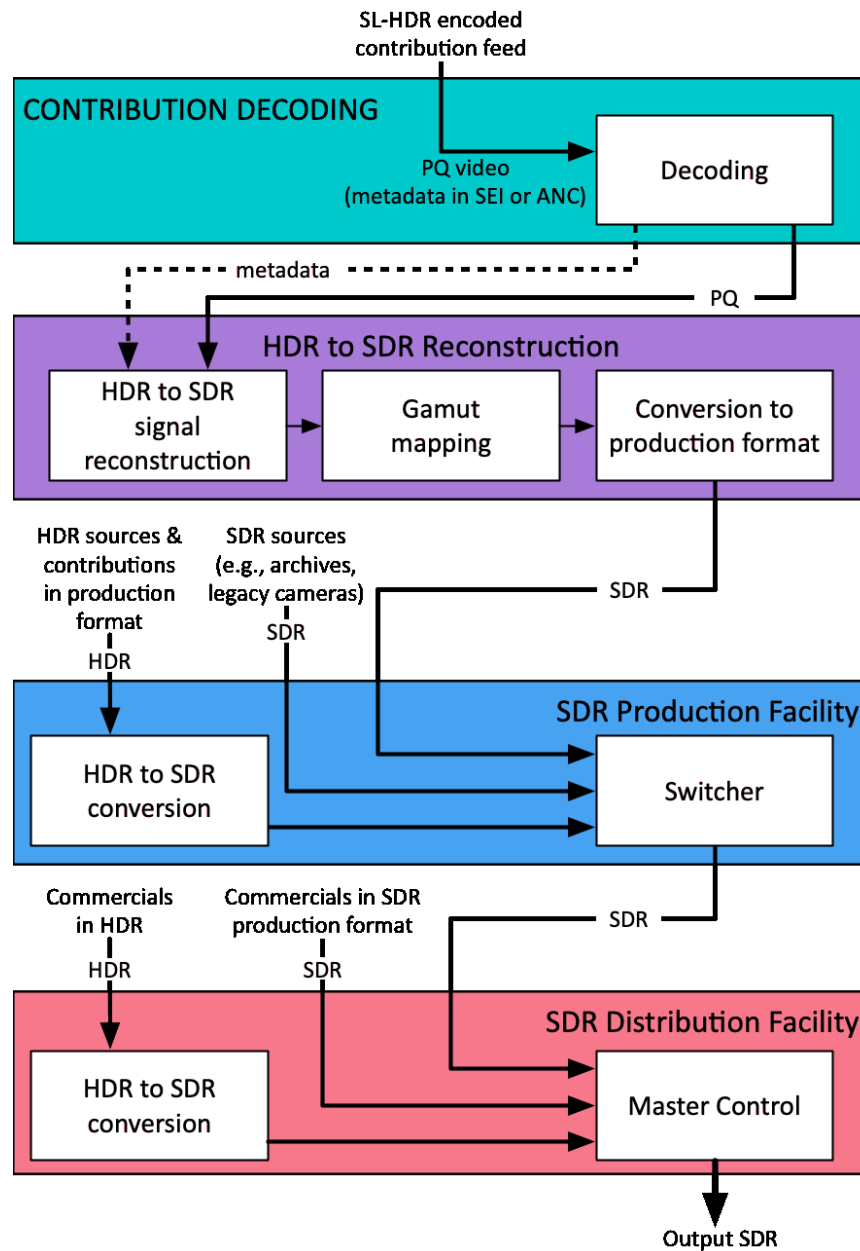 SL-HDR encoded
contribution feed
CONTRIBUTION DECODING
PQ video
(metadata in SEI or ANC)
Decoding
metadata
PQ
HDR to SDR Reconstruction
HDR to SDR
signal
reconstruction
Gamut
mapping
Conversion to
production format
HDR sources &
contributions
in production
format
SDR sources
(e.g., archives,
legacy cameras)
SDR
SDR
HDR
SDR Production Facility
HDR to SDR
conversion
Switcher
Commercials
in HDR
Commercials in SDR
production format
SDR
HDR
SDR
SDR Distribution Facility
HDR to SDR
conversion
Master Control
Output SDR